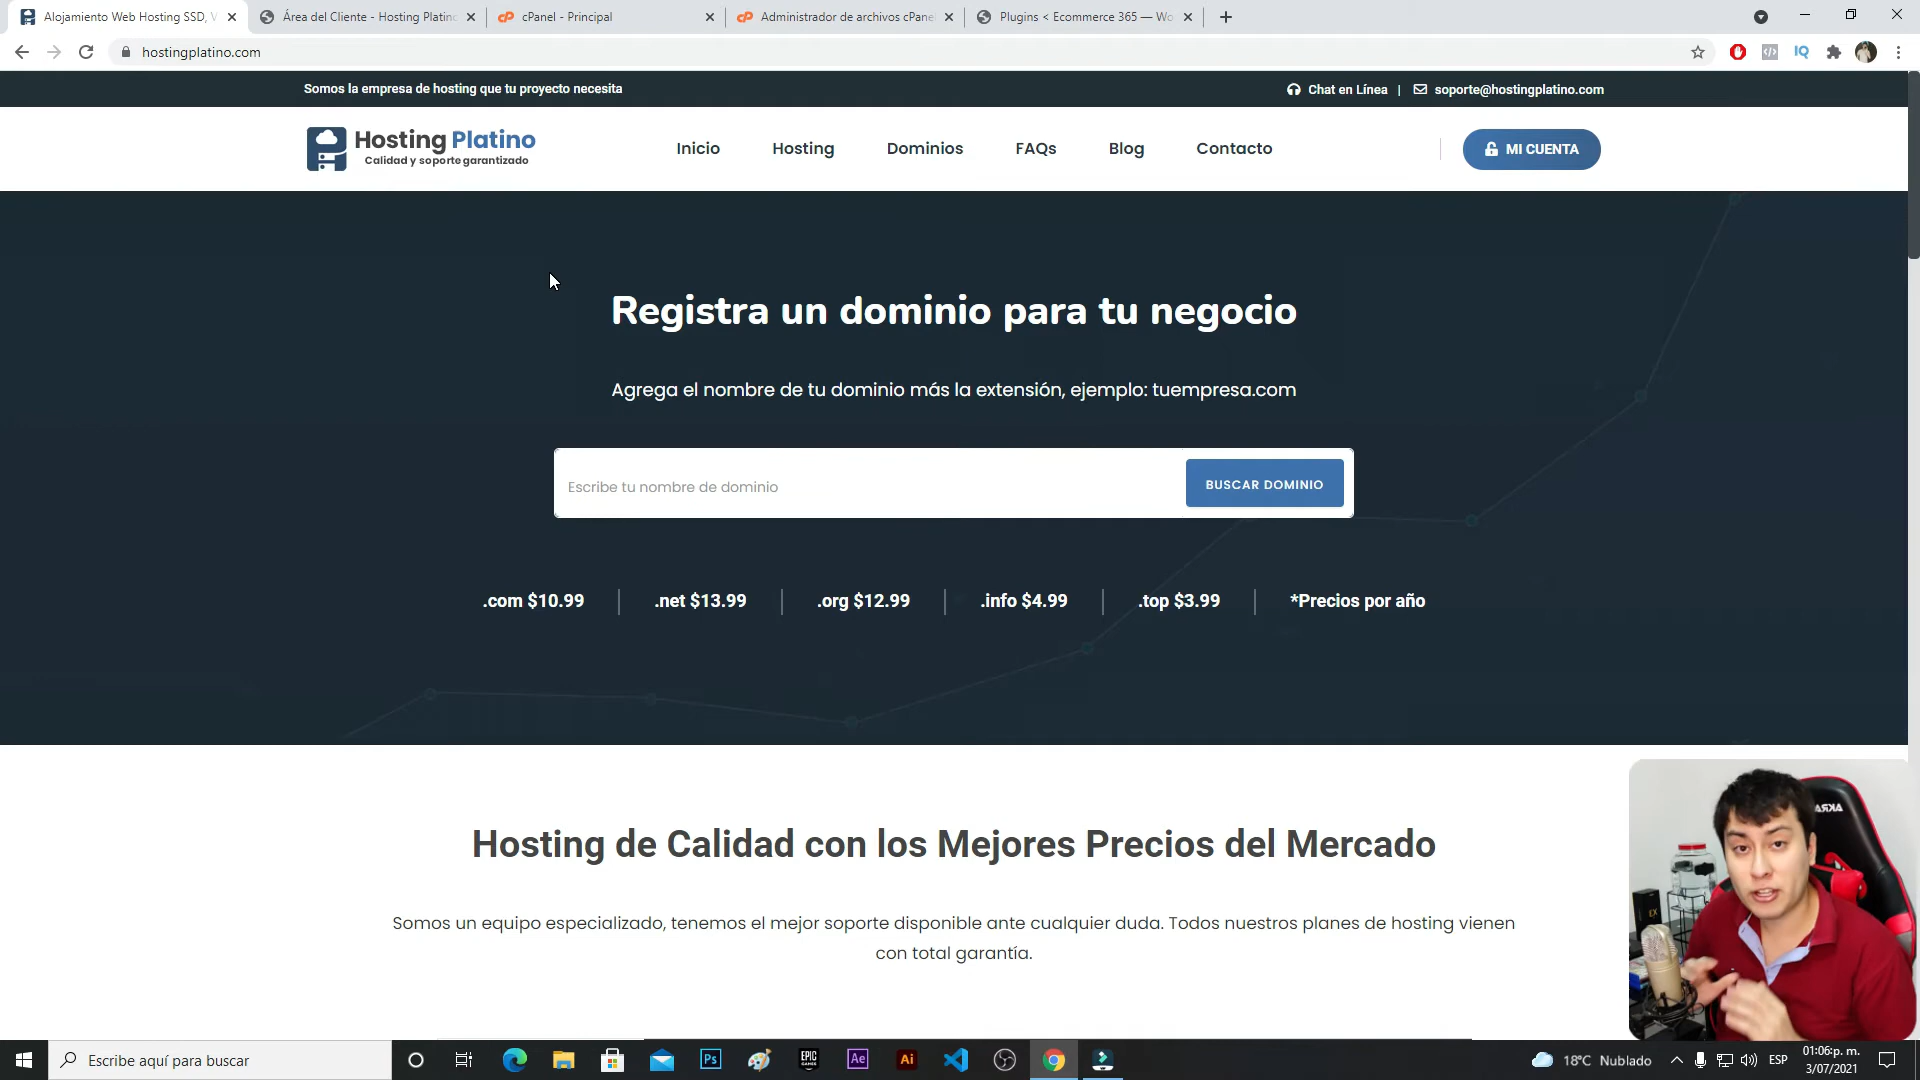 Alojamiento Web Hosting SSD, V
Área del Cliente - Hosting Platino
cPanel - Principal
Administrador de archivos cPane
Plugins < Ecommerce 365 — Wo
hostingplatino.com
Somos la empresa de hosting que tu proyecto necesita
Chat en Línea | soporte@hostingplatino.com
Hosting Platino
Calidad y soporte garantizado
Inicio
Hosting
Dominios
FAQs
Blog
Contacto
MI CUENTA
Registra un dominio para tu negocio
Agrega el nombre de tu dominio más la extensión, ejemplo: tuempresa.com
Escribe tu nombre de dominio
BUSCAR DOMINIO
.com $10.99
.net $13.99
.org $12.99
.info $4.99
.top $3.99
*Precios por año
Hosting de Calidad con los Mejores Precios del Mercado
Somos un equipo especializado, tenemos el mejor soporte disponible ante cualquier duda. Todos nuestros planes de hosting vienen
con total garantía.
Escribe aquí para buscar
Ps
EPIC
GAMES
Ae
Ai
18°C Nublado
ESP
01:06 p. m.
3/07/2021